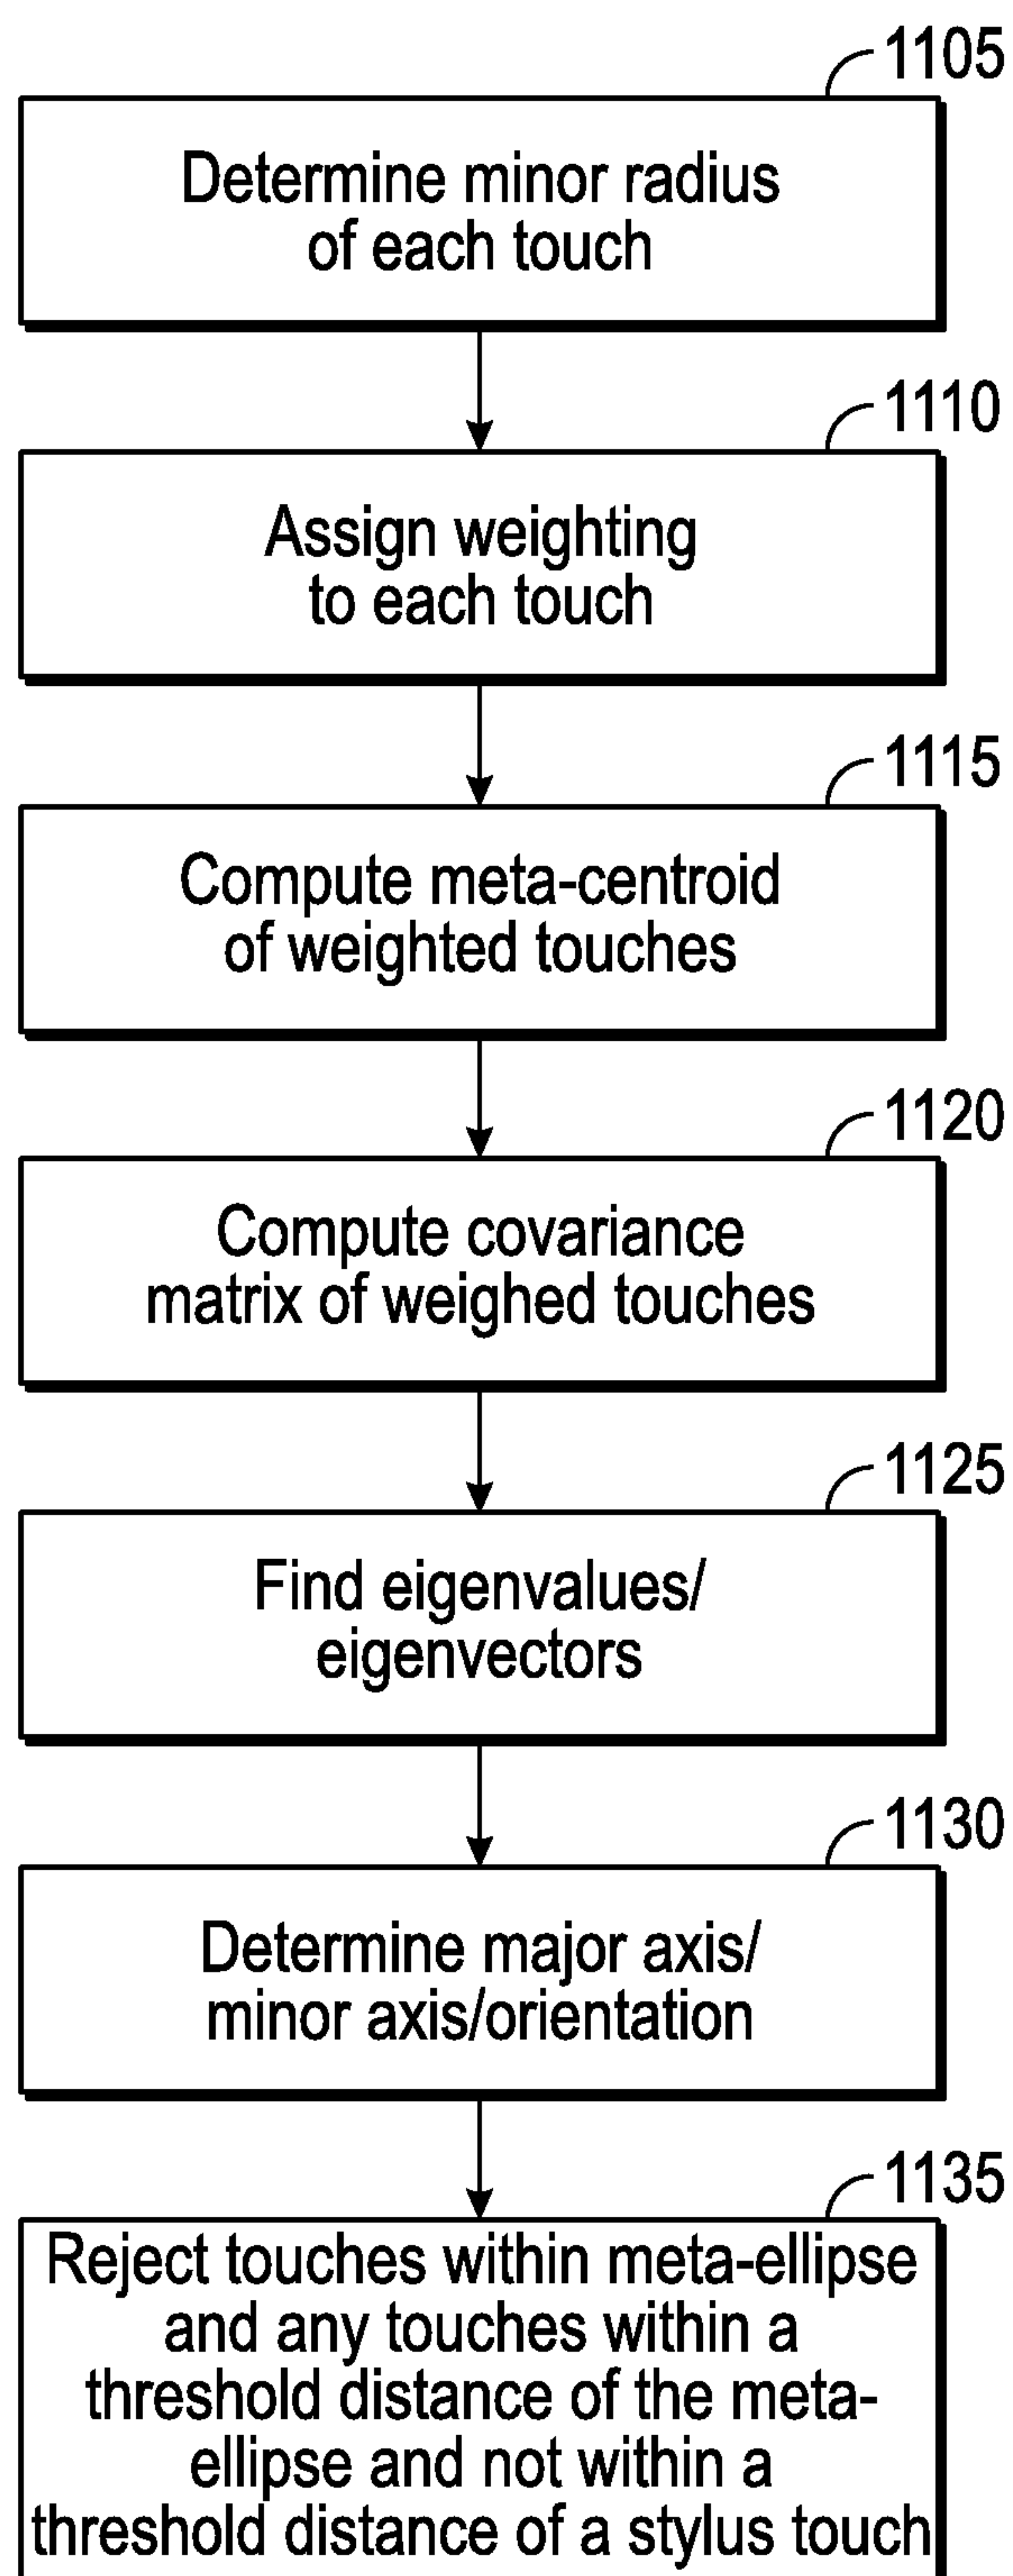 1105
Determine minor radius
of each touch
1110
Assign weighting
to each touch
1115
Compute meta-centroid
of weighted touches
1120
Compute covariance
matrix of weighed touches
1125
Find eigenvalues/
eigenvectors
1130
Determine major axis/
minor axis/orientation
1135
Reject touches within meta-ellipse
and any touches within a
threshold distance of the meta-
ellipse and not within a
threshold distance of a stylus touch